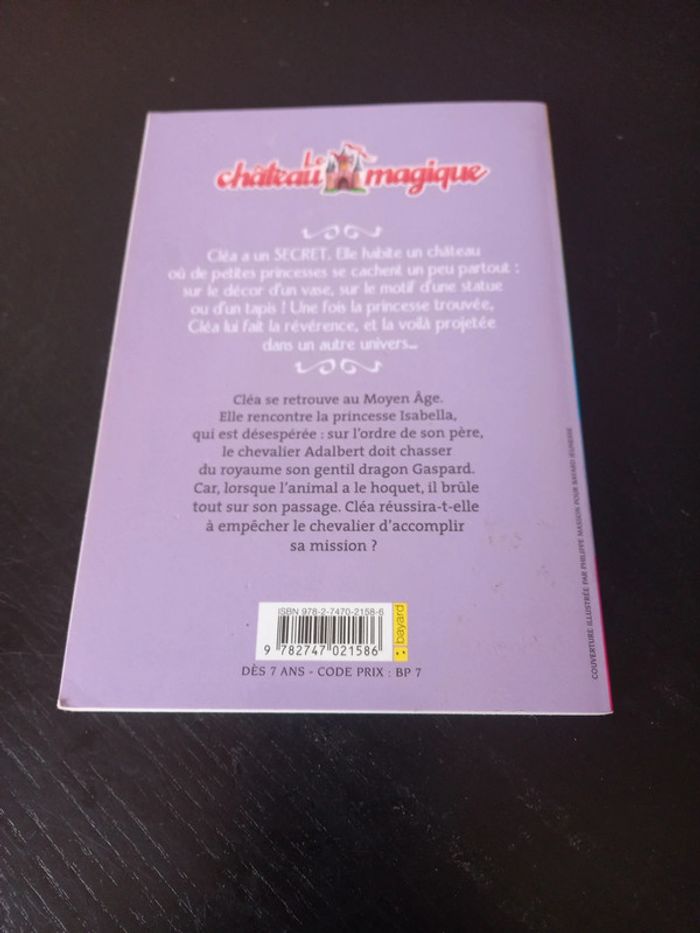 Le
château magique
Cléa a un SECRET. Elle habite un château
où de petites princesses se cachent un peu partout :
sur le décor d'un vase, sur le motif d'une statue
ou d'un tapis ! Une fois la princesse trouvée,
Cléa lui fait la révérence, et la voilà projetée
dans un autre univers...
Cléa se retrouve au Moyen Âge.
Elle rencontre la princesse Isabella,
qui est désespérée : sur l'ordre de son père,
le chevalier Adalbert doit chasser
du royaume son gentil dragon Gaspard.
Car, lorsque l'animal a le hoquet, il brûle
tout sur son passage. Cléa réussira-t-elle
à empêcher le chevalier d'accomplir
sa mission ?
ISBN 978-2-7470-2158-6
9 782747 021586
bayard
DÈS 7 ANS - CODE PRIX : BP 7
COUVERTURE ILLUSTRÉE PAR PHILIPPE MASSON POUR BAYARD JEUNESSE